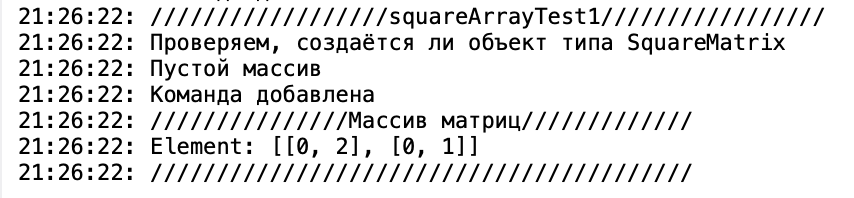 21:26:22: //////////////////squareArrayTest1/////////////////
21:26:22: Проверяем, создаётся ли объект типа SquareMatrix
21:26:22: Пустой массив
21:26:22: Команда добавлена
21:26:22: ///////////////Массив матриц/////////////
21:26:22: Element: [[0, 2], [0, 1]]
21:26:22: /////////////////////////////////////////